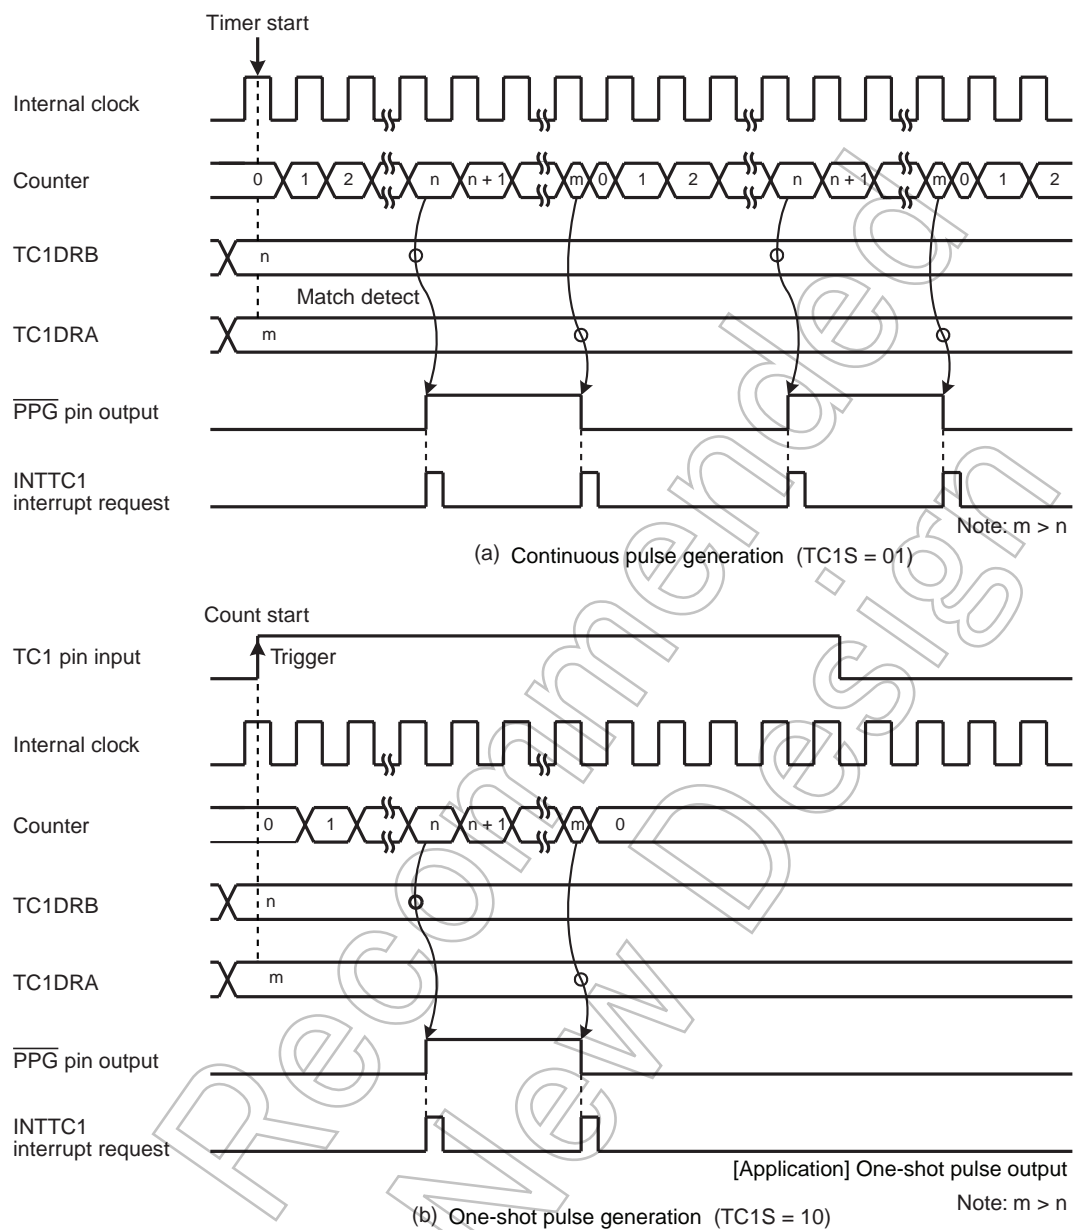 Timer start
Internal clock
Counter 0 1 2 n n + 1 m 0 1 2 n n + 1 m 0 1 2
TC1DRB n
Match detect
TC1DRA m
PPG pin output
INTTC1
interrupt request
Note: m > n
(a) Continuous pulse generation (TC1S = 01)
Count start
TC1 pin input Trigger
Internal clock
Counter 0 1 n n + 1 m 0
TC1DRB n
TC1DRA m
PPG pin output
INTTC1
interrupt request
[Application] One-shot pulse output
Note: m > n
(b) One-shot pulse generation (TC1S = 10)
Recommended
New Design